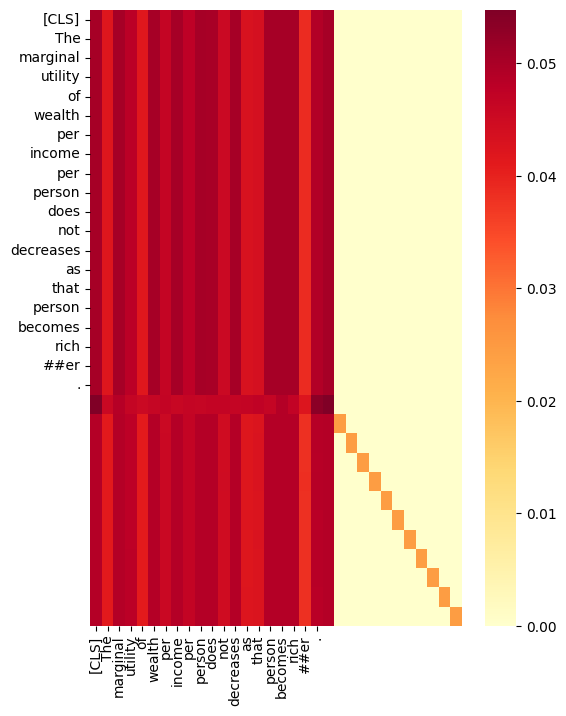 [CLS]
The
marginal
utility
of
wealth
per
income
per
person
does
not
decreases
as
that
person
becomes
rich
##er
.
0.05
0.04
0.03
0.02
0.01
0.00
[CLS]
The
marginal
utility
of
wealth
per
income
per
person
does
not
decreases
as
that
person
becomes
rich
##er
.